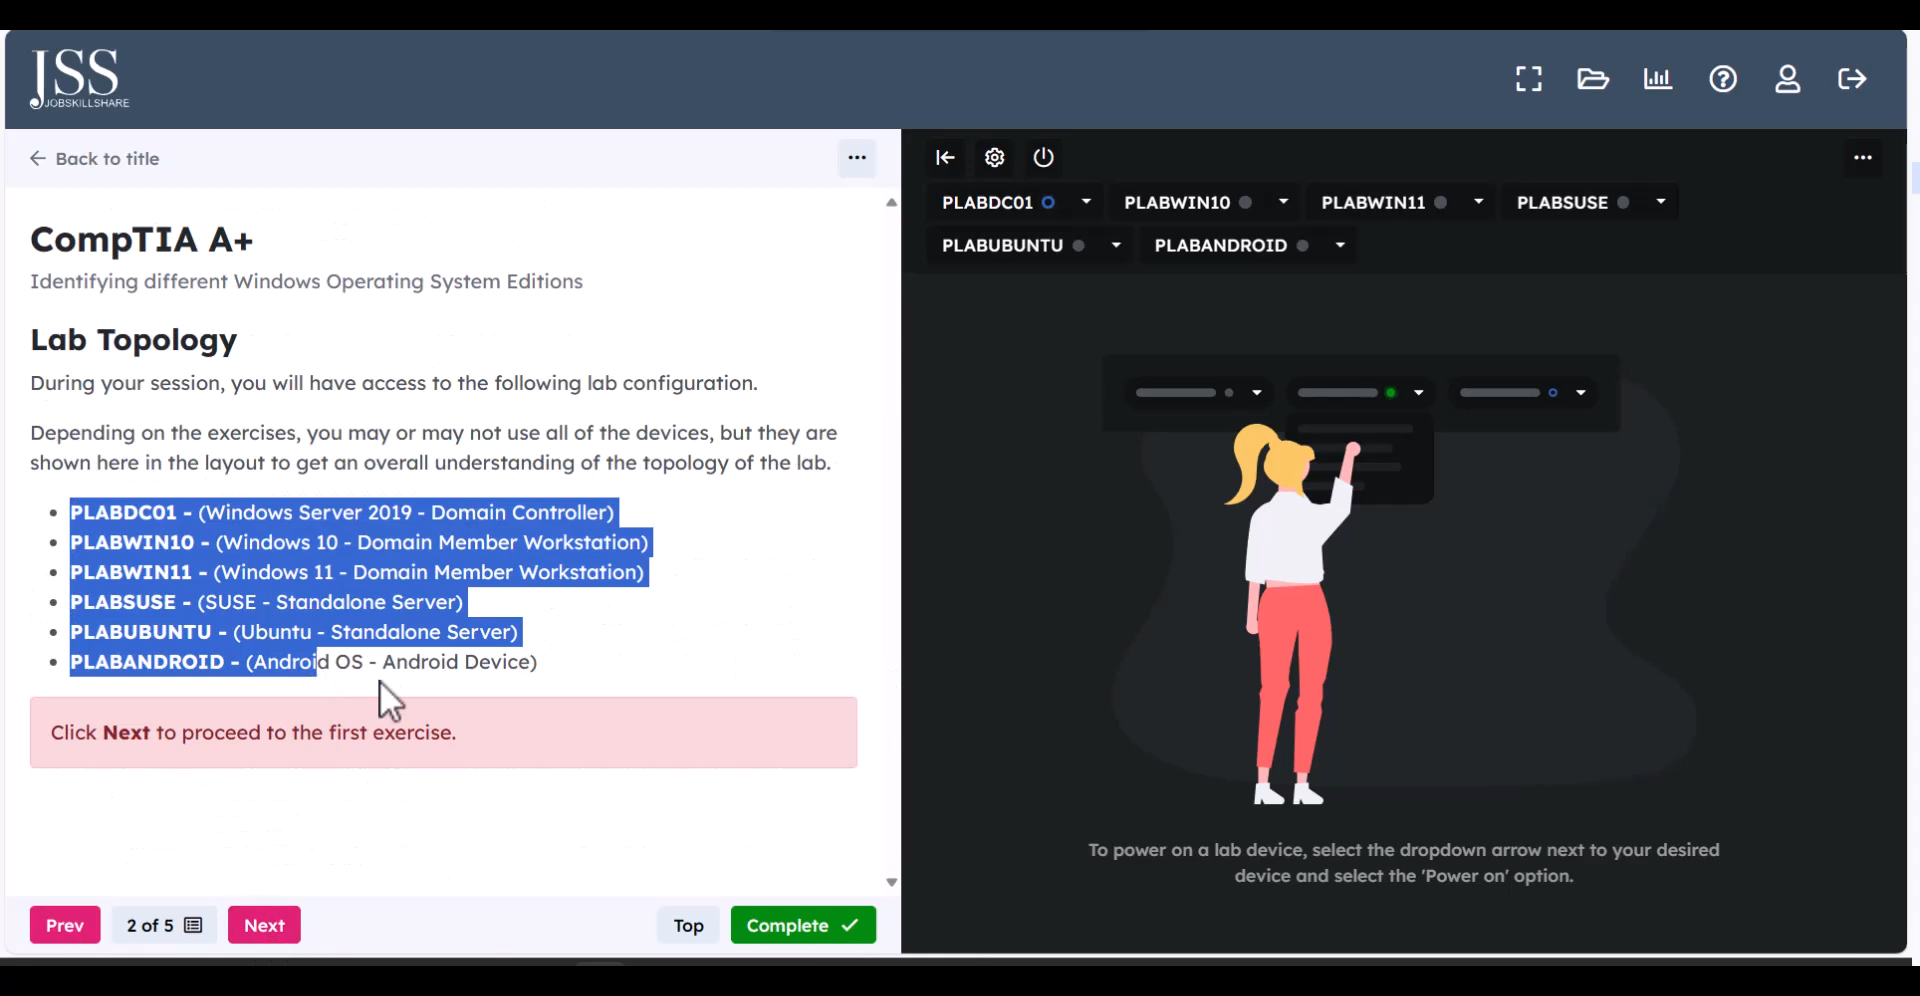 JSS
JOBSKILLSHARE
Back to title
CompTIA A+
Identifying different Windows Operating System Editions
Lab Topology
During your session, you will have access to the following lab configuration.
Depending on the exercises, you may or may not use all of the devices, but they are
shown here in the layout to get an overall understanding of the topology of the lab.
PLABDC01 - (Windows Server 2019 - Domain Controller)
PLABWIN10 - (Windows 10 - Domain Member Workstation)
PLABWIN11 - (Windows 11 - Domain Member Workstation)
PLABSUSE - (SUSE - Standalone Server)
PLABUBUNTU - (Ubuntu - Standalone Server)
PLABANDROID - (Android OS - Android Device)
Click Next to proceed to the first exercise.
Prev 2 of 5 Next Top Complete
PLABDC01 PLABWIN10 PLABWIN11 PLABSUSE
PLABUBUNTU PLABANDROID
To power on a lab device, select the dropdown arrow next to your desired
device and select the 'Power on' option.